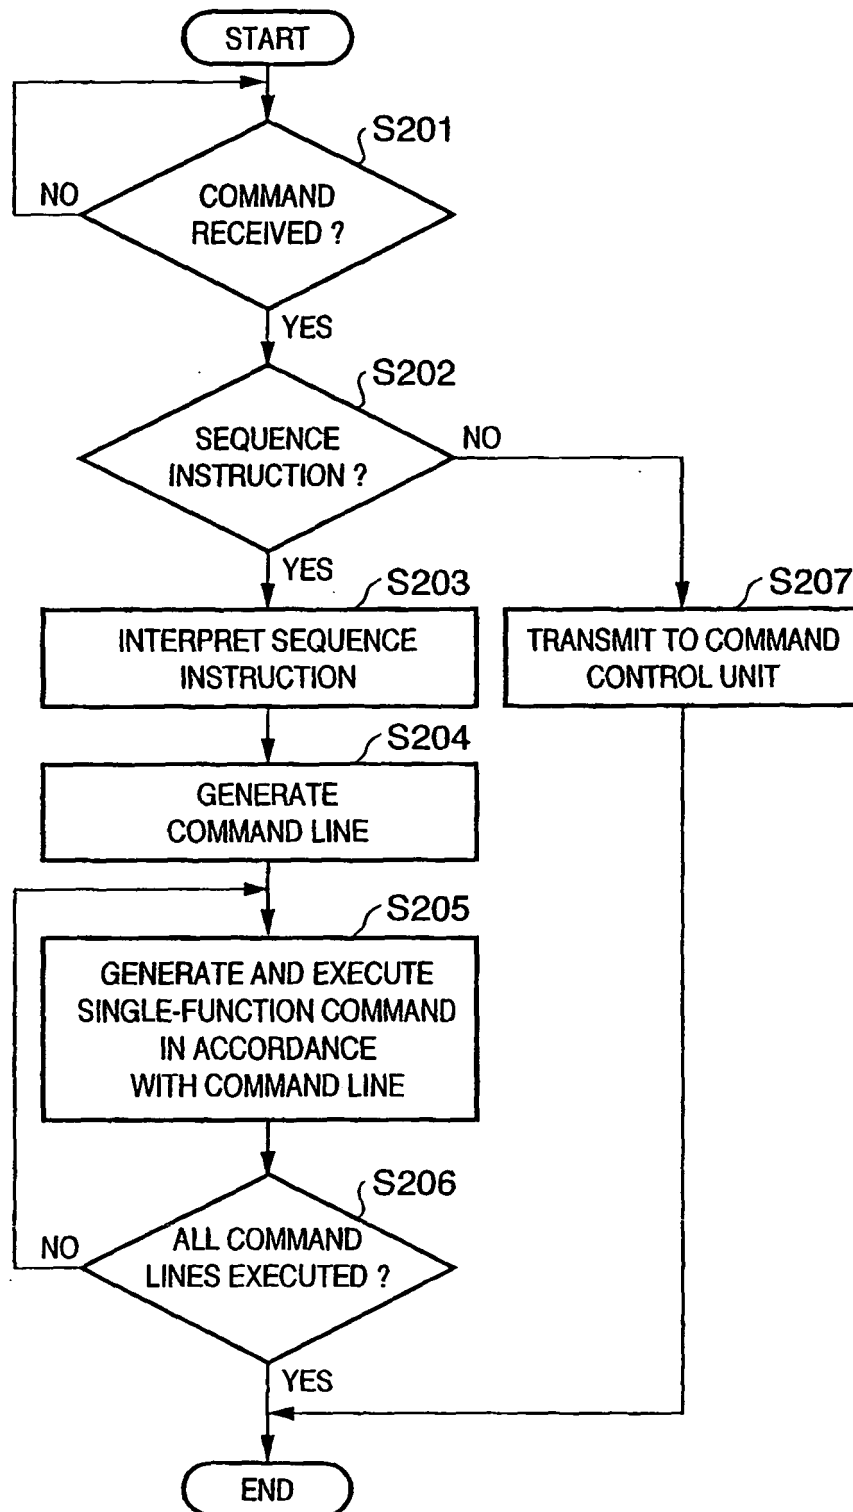 START
S201
NO
COMMAND
RECEIVED ?
YES
S202
SEQUENCE
INSTRUCTION ?
NO
YES
S203
INTERPRET SEQUENCE
INSTRUCTION
S207
TRANSMIT TO COMMAND
CONTROL UNIT
S204
GENERATE
COMMAND LINE
S205
GENERATE AND EXECUTE
SINGLE-FUNCTION COMMAND
IN ACCORDANCE
WITH COMMAND LINE
S206
NO
ALL COMMAND
LINES EXECUTED ?
YES
END